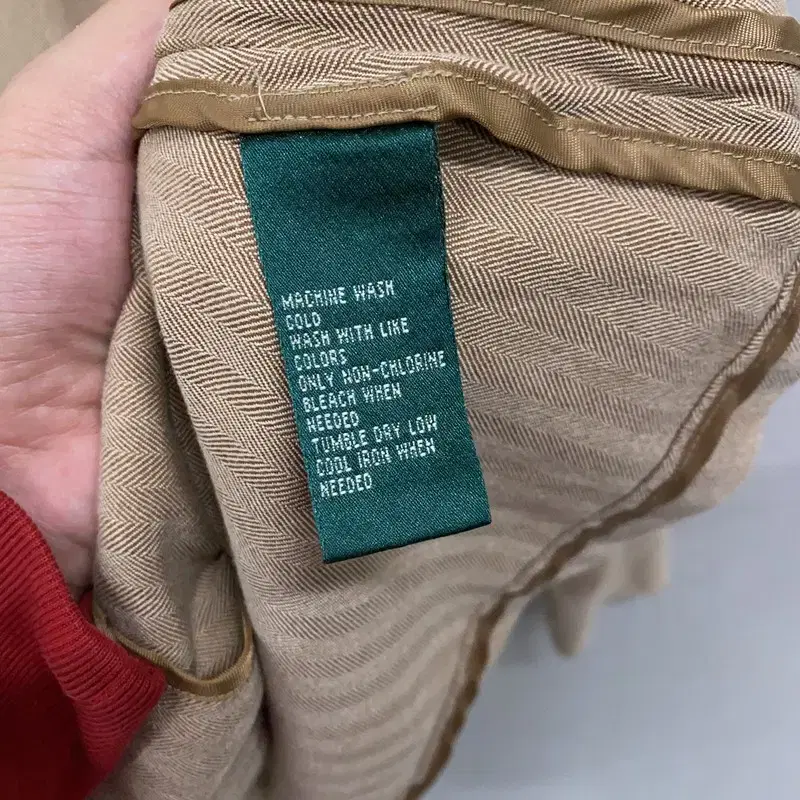 MACHINE WASH
COLD
WASH WITH LIKE
COLORS
ONLY NON-CHLORINE
BLEACH WHEN
NEEDED
TUMBLE DRY LOW
COOL IRON WHEN
NEEDED